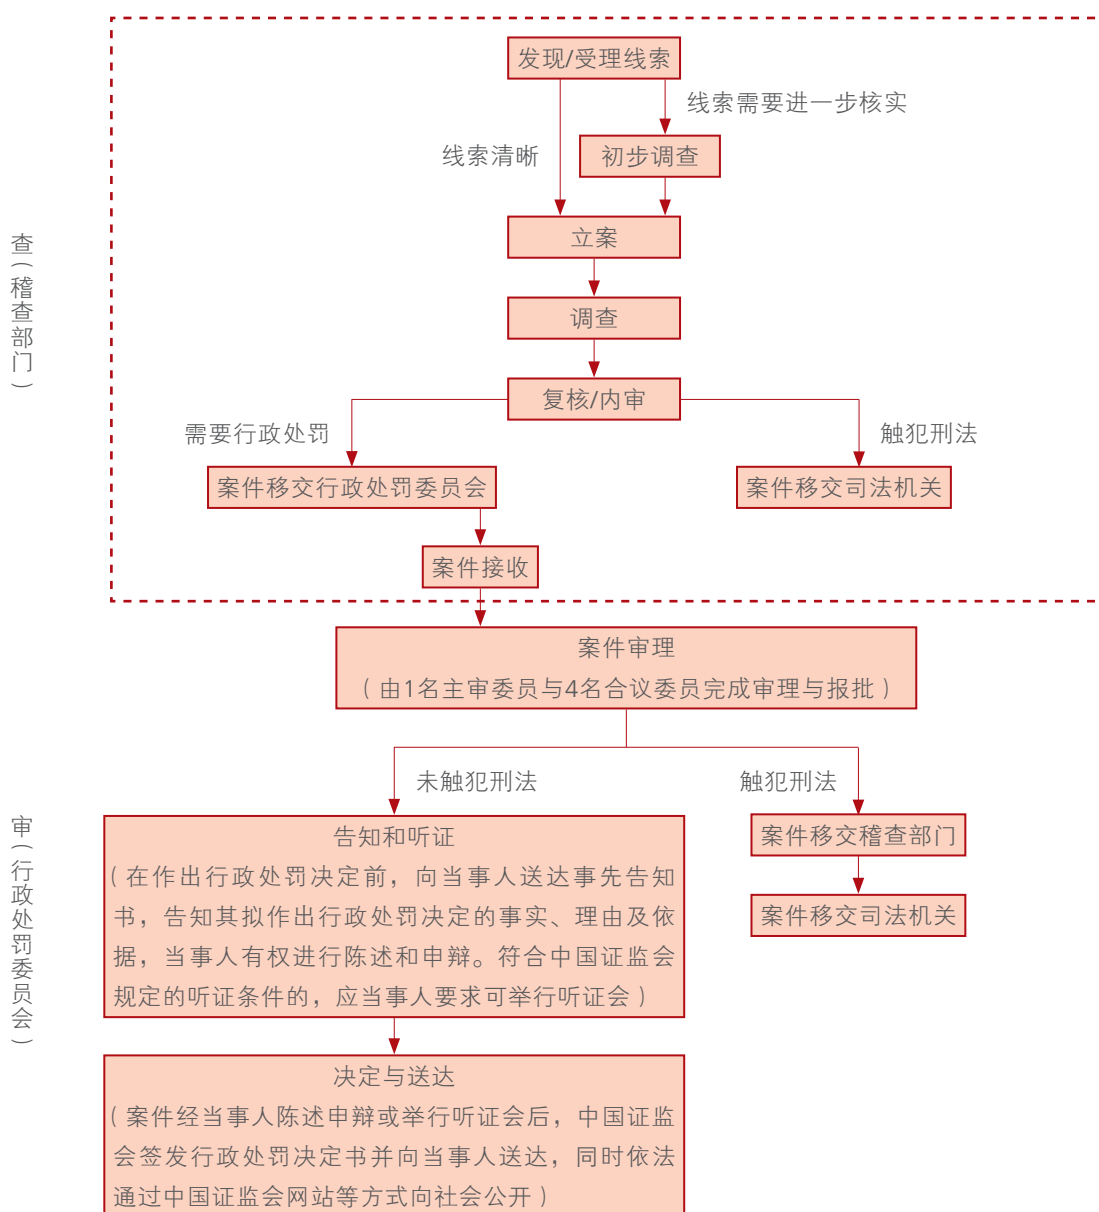 发现/受理线索
线索需要进一步核实
线索清晰
初步调查
立案
调查
复核/内审
需要行政处罚
触犯刑法
案件移交行政处罚委员会
案件移交司法机关
案件接收
查(稽查部门)
案件审理
(由1名主审委员与4名合议委员完成审理与报批)
未触犯刑法
触犯刑法
告知和听证
(在作出行政处罚决定前，向当事人送达事先告知
书，告知其拟作出行政处罚决定的事实、理由及依
据，当事人有权进行陈述和申辩。符合中国证监会
规定的听证条件的，应当事人要求可举行听证会)
案件移交稽查部门
案件移交司法机关
决定与送达
(案件经当事人陈述申辩或举行听证会后，中国证监
会签发行政处罚决定书并向当事人送达，同时依法
通过中国证监会网站等方式向社会公开)
审(行政处罚委员会)